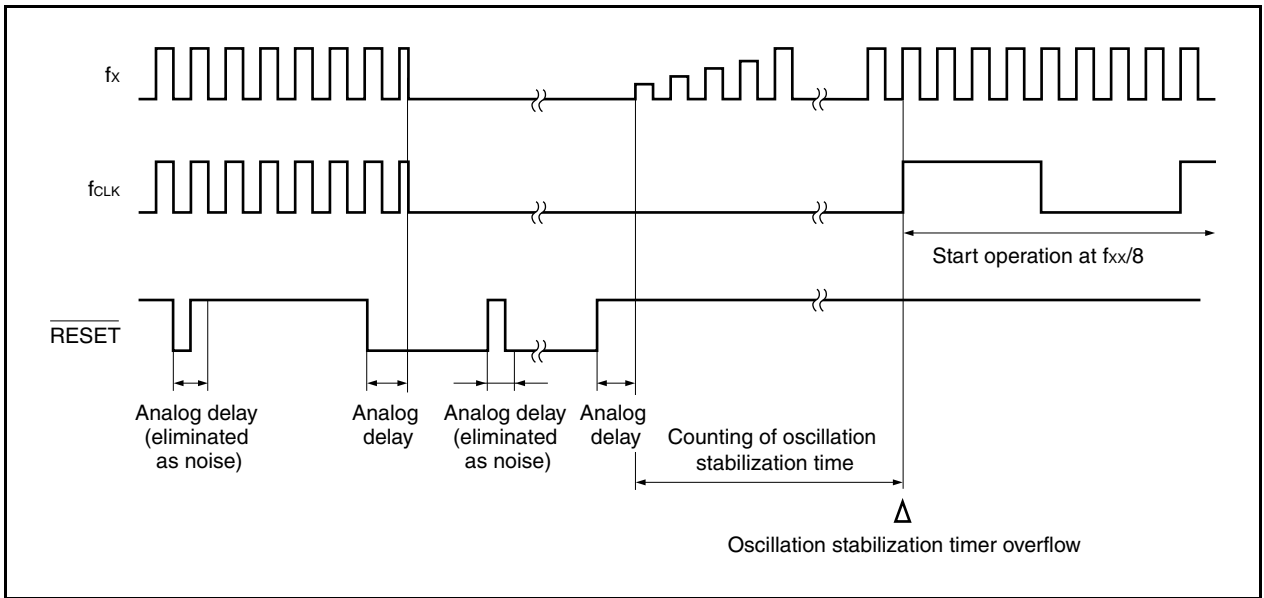 fx
fCLK
Start operation at fxx/8
RESET
Analog delay
(eliminated
as noise)
Analog
delay
Analog delay
(eliminated
as noise)
Analog
delay
Counting of oscillation
stabilization time
Oscillation stabilization timer overflow